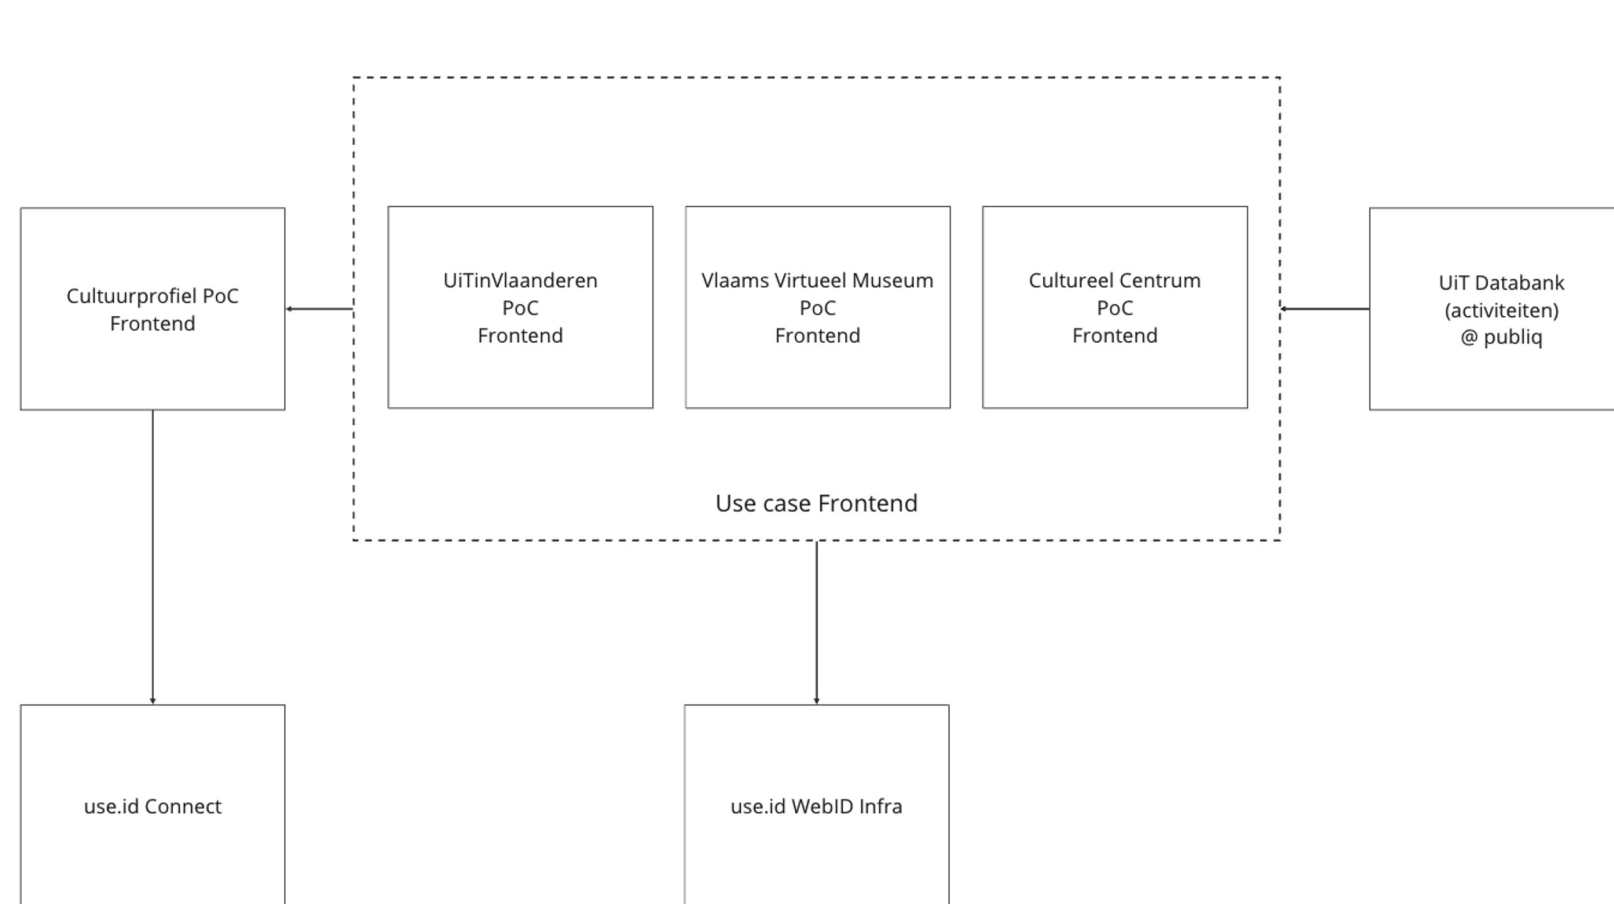 Cultuurprofiel PoC
Frontend
UiTinVlaanderen
PoC
Frontend
Vlaams Virtueel Museum
PoC
Frontend
Cultureel Centrum
PoC
Frontend
UiT Databank
(activiteiten)
@ publiq
Use case Frontend
use.id Connect
use.id WebID Infra